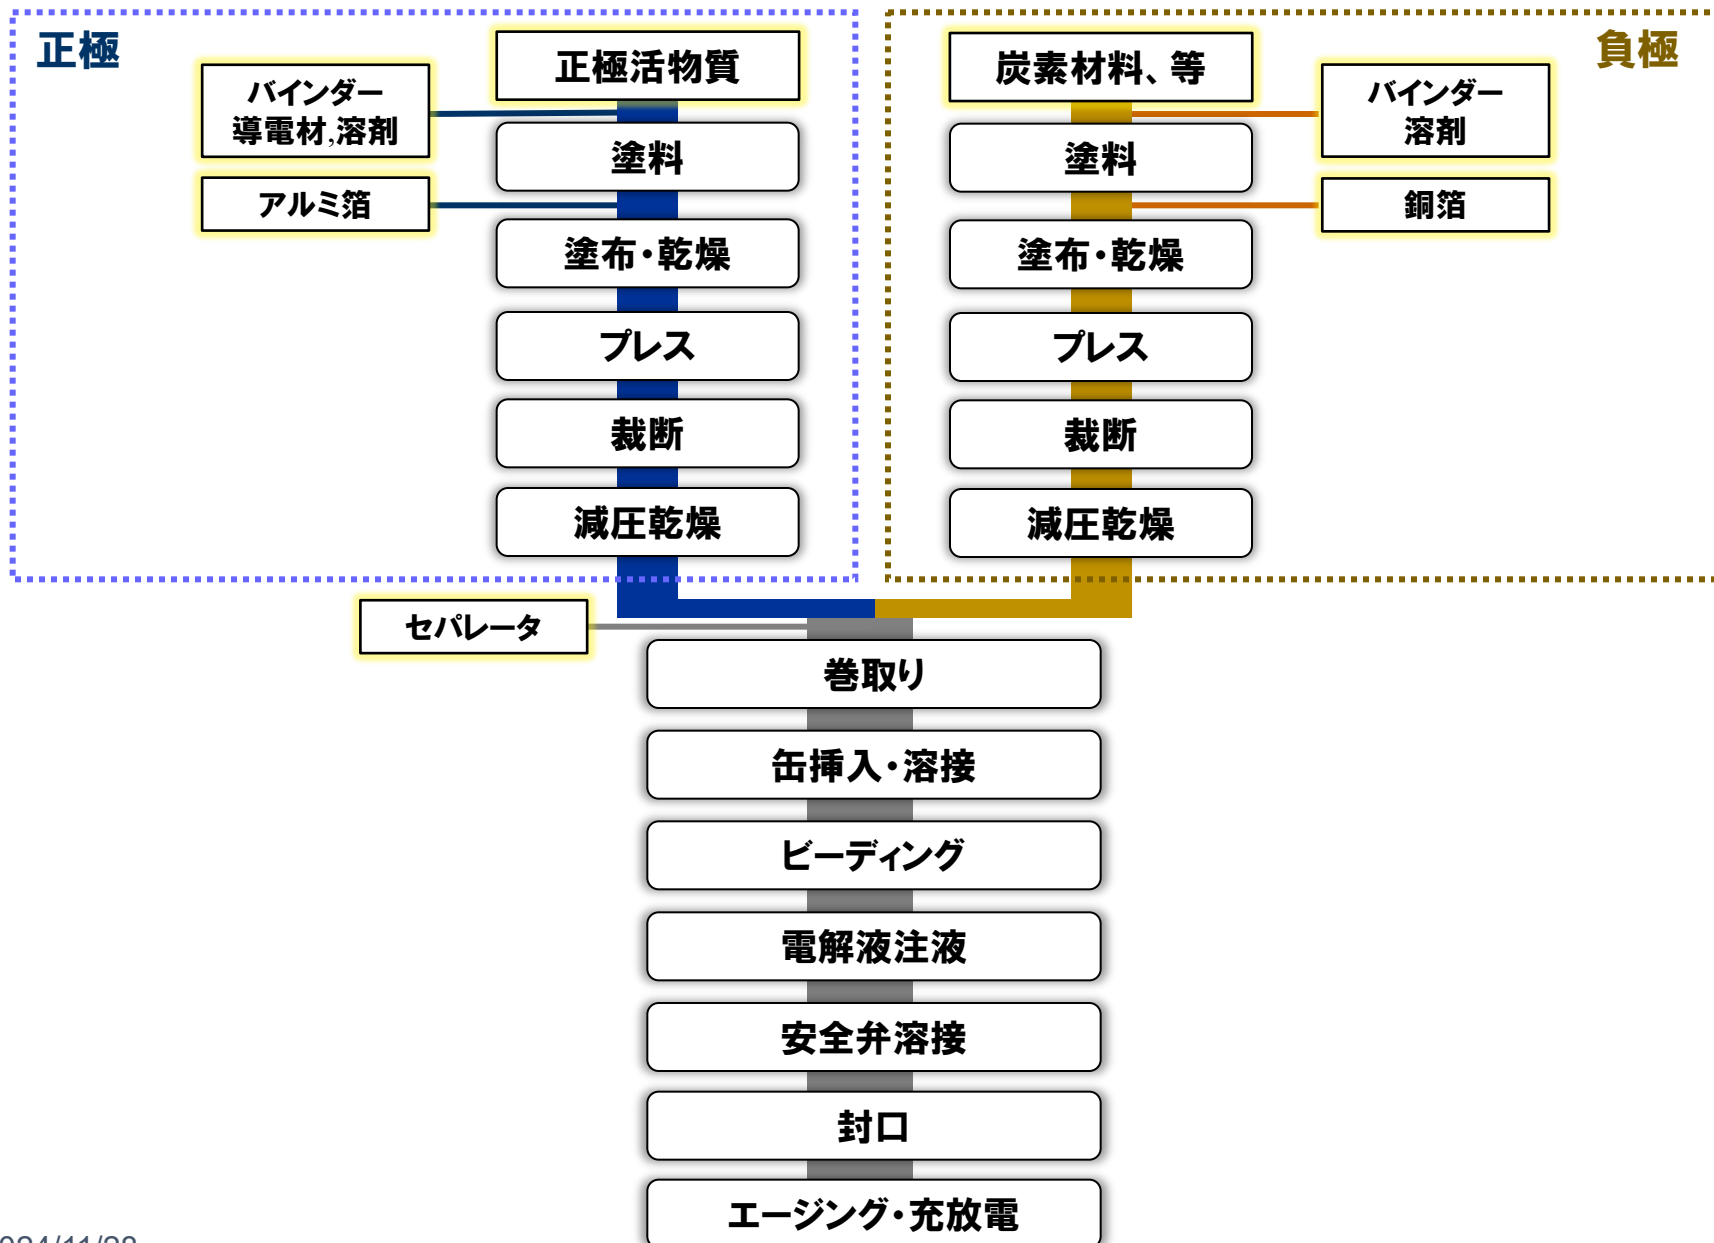 正極
正極活物質
バインダー
導電材,溶剤
塗料
アルミ箔
塗布・乾燥
プレス
裁断
減圧乾燥
負極
炭素材料、等
バインダー
溶剤
塗料
銅箔
塗布・乾燥
プレス
裁断
減圧乾燥
セパレータ
巻取り
缶挿入・溶接
ビーディング
電解液注液
安全弁溶接
封口
エージング・充放電